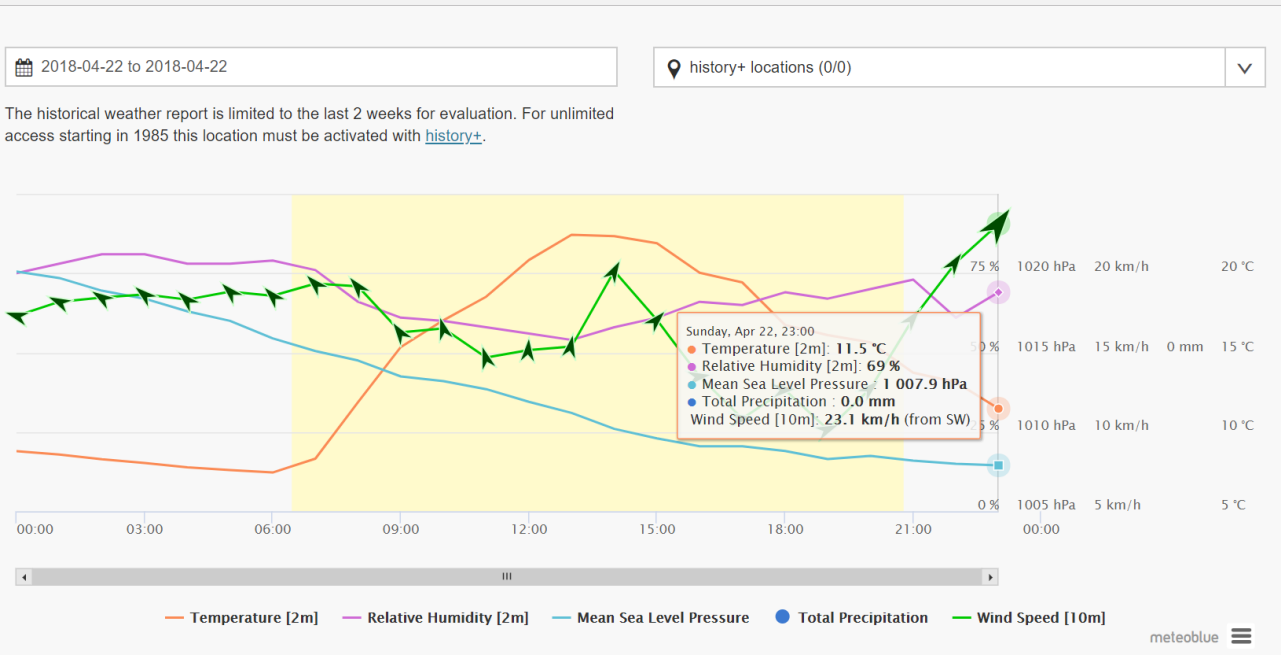 2018-04-22 to 2018-04-22
history+ locations (0/0)
The historical weather report is limited to the last 2 weeks for evaluation. For unlimited
access starting in 1985 this location must be activated with history+.
75 % 1020 hPa 20 km/h 20 °C
Sunday, Apr 22, 23:00
Temperature [2m]: 11.5 °C
50 % 1015 hPa 15 km/h 0 mm 15 °C
Relative Humidity [2m]: 69 %
Mean Sea Level Pressure : 1 007.9 hPa
Total Precipitation : 0.0 mm
Wind Speed [10m]: 23.1 km/h (from SW)
25 % 1010 hPa 10 km/h 10 °C
0 % 1005 hPa 5 km/h 5 °C
00:00 03:00 06:00 09:00 12:00 15:00 18:00 21:00 00:00
Temperature [2m] Relative Humidity [2m] Mean Sea Level Pressure Total Precipitation Wind Speed [10m]
meteoblue